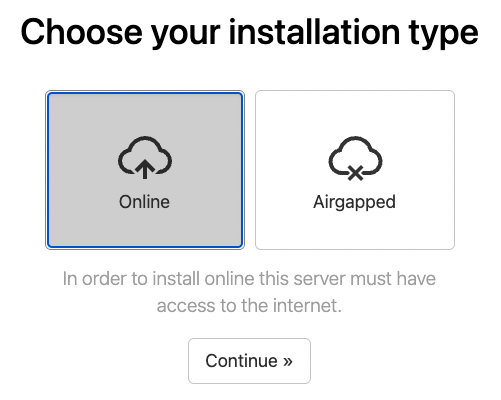 Choose your installation type
Online
Airgapped
In order to install online this server must have
access to the internet.
Continue »